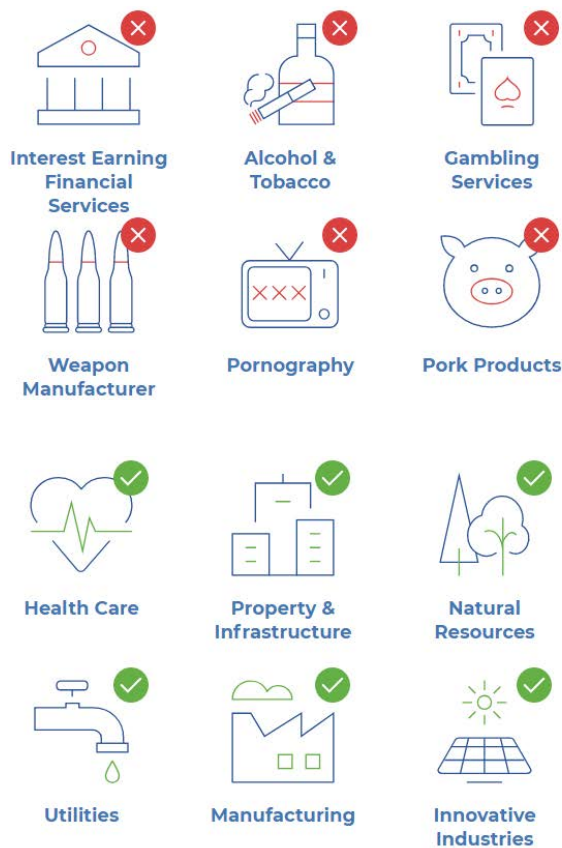 Interest Earning
Financial
Services
Alcohol &
Tobacco
Gambling
Services
Weapon
Manufacturer
XXX
Pornography
Pork Products
Health Care
Property &
Infrastructure
Natural
Resources
Utilities
Manufacturing
Innovative
Industries